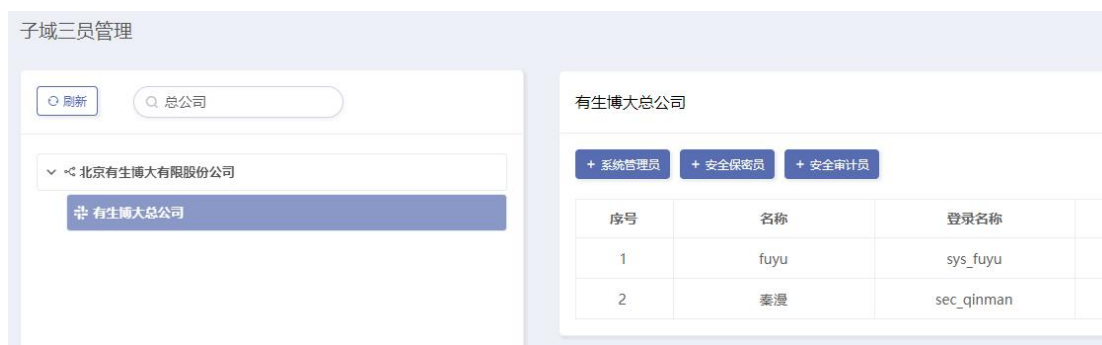 子域三员管理
刷新 总公司
北京有生博大有限股份公司
有生博大总公司
有生博大总公司
+ 系统管理员 + 安全保密员 + 安全审计员
序号 名称 登录名称
1 fuyu sys_fuyu
2 秦漫 sec_qinman